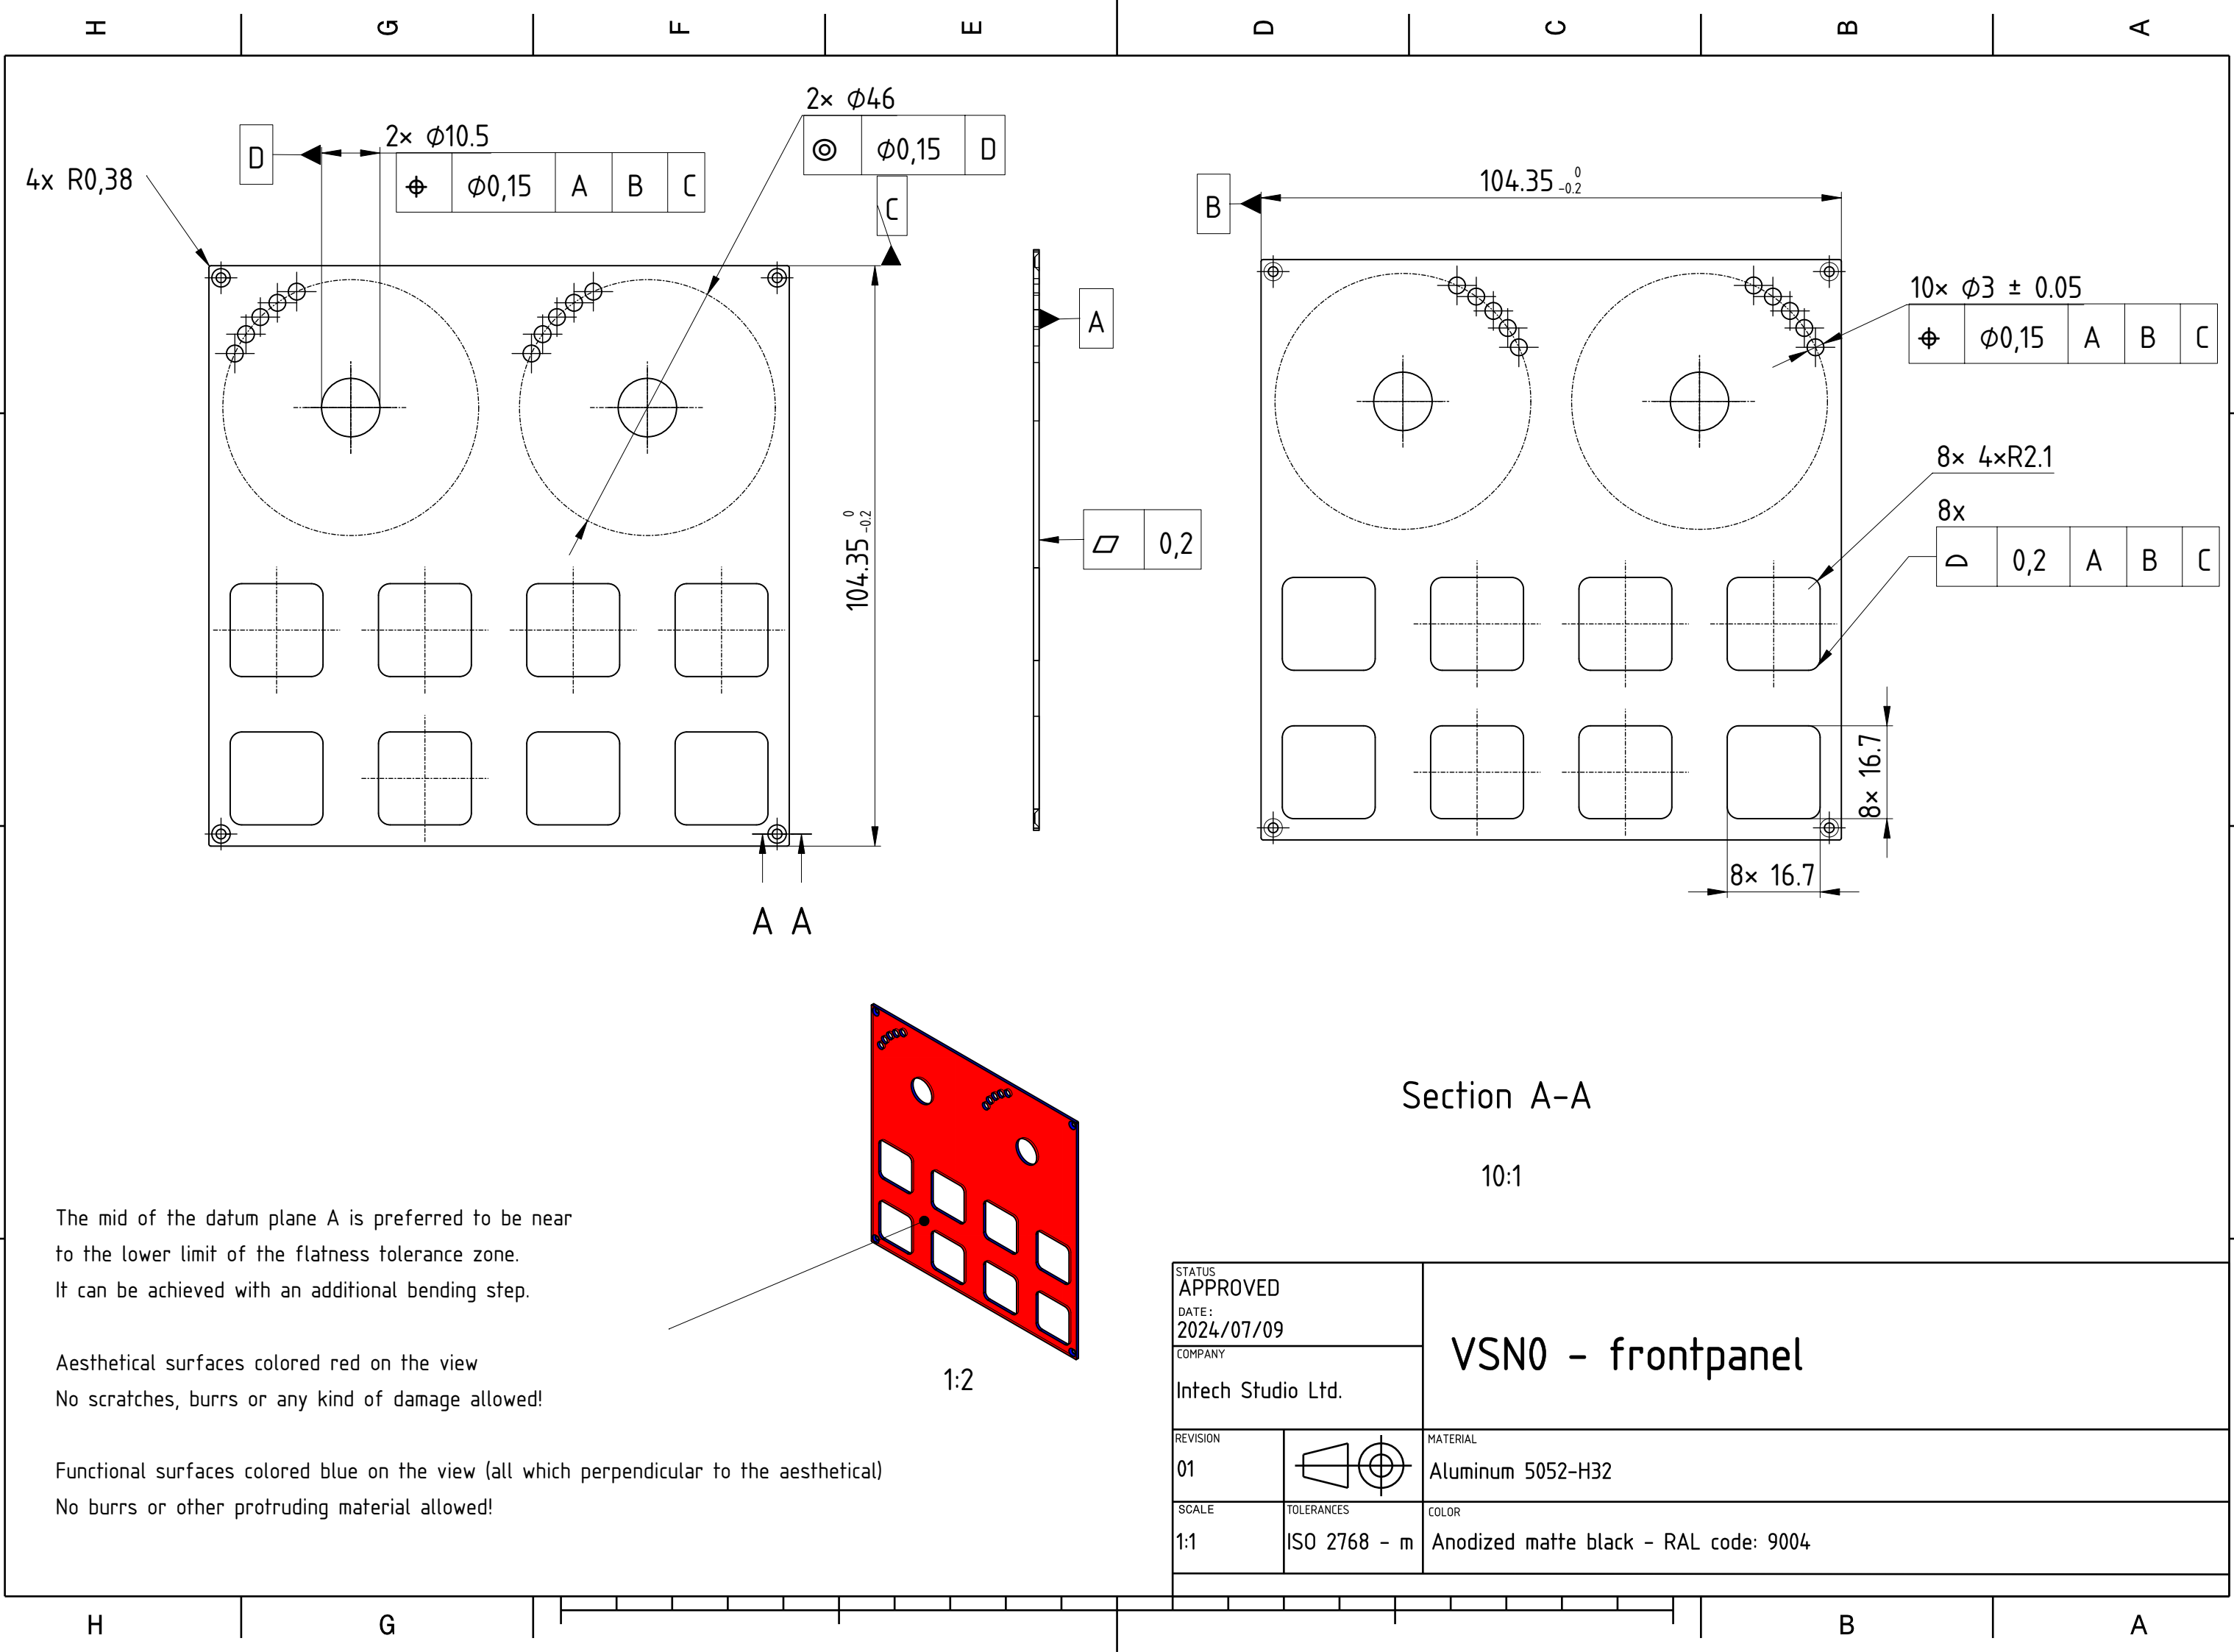 H G F E D C B A
2× Ø46
◎ Ø0,15 D
2× Ø10.5
D
⌖ Ø0,15 A B C
4x R0,38
C
104.35 0 -0.2
B
A
10× Ø3 ± 0.05
⌖ Ø0,15 A B C
8× 4×R2.1
8x
⌓ 0,2 A B C
104.35 0 -0.2
⏥ 0,2
8× 16.7
8× 16.7
A A
Section A-A
10:1
The mid of the datum plane A is preferred to be near
to the lower limit of the flatness tolerance zone.
It can be achieved with an additional bending step.
Aesthetical surfaces colored red on the view
No scratches, burrs or any kind of damage allowed!
Functional surfaces colored blue on the view (all which perpendicular to the aesthetical)
No burrs or other protruding material allowed!
1:2
STATUS
APPROVED
DATE:
2024/07/09
COMPANY
Intech Studio Ltd.
VSN0 - frontpanel
REVISION
01
MATERIAL
Aluminum 5052-H32
SCALE
1:1
TOLERANCES
ISO 2768 - m
COLOR
Anodized matte black - RAL code: 9004
H G B A